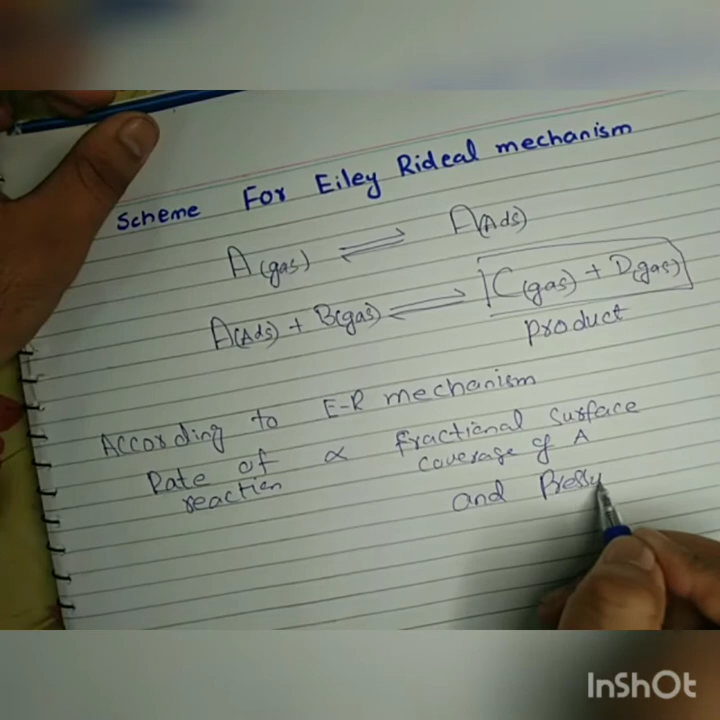 Scheme For Eiley Rideal mechanism
A(gas) ⇌ A(Ads)
A(Ads) + B(gas) ⇌ C(gas) + D(gas)
product
According to E-R mechanism
Rate of reaction ∝ fractional surface coverage of A
and Pressu
InShOt